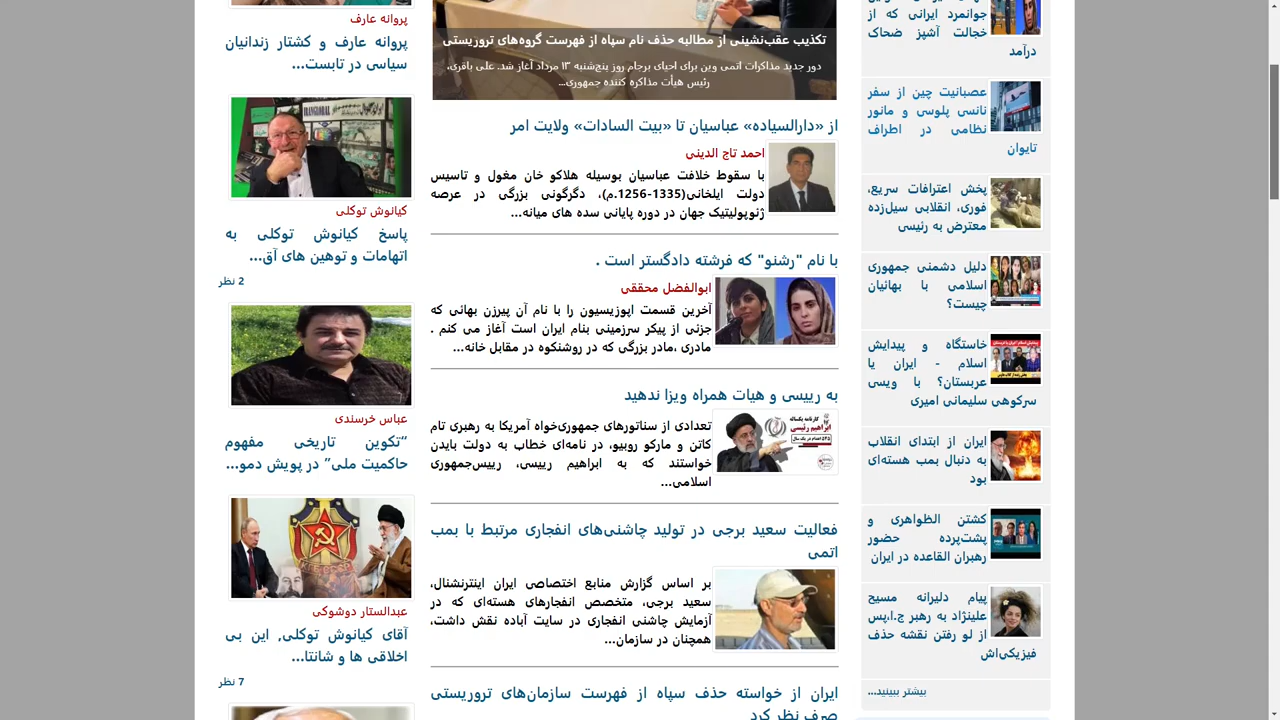 جوانمرد ایرانی که از
خجالت آشپز ضحاک
درآمد
عصبانیت چین از سفر
نانسی پلوسی و مانور
نظامی در اطراف
تایوان
پخش اعترافات سریع،
فوری، انقلابی سیل‌زده
معترض به رئیسی
دلیل دشمنی جمهوری
اسلامی با بهائیان
چیست؟
خاستگاه و پیدایش
اسلام - ایران یا
عربستان؟ با ویسی
سرکوهی سلیمانی امیری
ایران از ابتدای انقلاب
به دنبال بمب هسته‌ای
بود
کشتن الظواهری و
پشت‌پرده حضور
رهبران القاعده در ایران
پیام دلیرانه مسیح
علینژاد به رهبر ج.ا،پس
از لو رفتن نقشه حذف
فیزیکی‌اش
بیشتر ببینید...
تکذیب عقب‌نشینی از مطالبه حذف نام سپاه از فهرست گروه‌های تروریستی
دور جدید مذاکرات اتمی وین برای احیای برجام روز پنج‌شنبه ۱۳ مرداد آغاز شد. علی باقری،
رئیس هیأت مذاکره کننده جمهوری...
از «دارالسیاده» عباسیان تا «بیت السادات» ولایت امر
احمد تاج الدینی
با سقوط خلافت عباسیان بوسیله هلاکو خان مغول و تاسیس
دولت ایلخانی(1335-1256.م)، دگرگونی بزرگی در عرصه
ژئوپولیتیک جهان در دوره پایانی سده های میانه...
با نام "رشنو" که فرشته دادگستر است .
ابوالفضل محققی
آخرین قسمت اپوزیسیون را با نام آن پیرزن بهائی که
جزئی از پیکر سرزمینی بنام ایران است آغاز می کنم .
مادری ،مادر بزرگی که در روشنکوه در مقابل خانه...
به رییسی و هیات همراه ویزا ندهید
کارنامه یکساله
ابراهیم رئیسی
تعدادی از سناتورهای جمهوری‌خواه آمریکا به رهبری تام
کاتن و مارکو روبیو در نامه‌ای خطاب به دولت بایدن
خواستند که به ابراهیم رییسی، رییس‌جمهوری
اسلامی...
فعالیت سعید برجی در تولید چاشنی‌های انفجاری مرتبط با بمب
اتمی
بر اساس گزارش منابع اختصاصی ایران اینترنشنال،
سعید برجی، متخصص انفجارهای هسته‌ای که در
آزمایش چاشنی انفجاری در سایت آباده نقش داشت،
همچنان در سازمان...
ایران از خواسته حذف سپاه از فهرست سازمان‌های تروریستی
صرف نظر کرد
پروانه عارف
پروانه عارف و کشتار زندانیان
سیاسی در تابست...
IRANGLOBAL
کیانوش توکلی
پاسخ کیانوش توکلی به
اتهامات و توهین های آق...
2 نظر
عباس خرسندی
“تکوین تاریخی مفهوم
حاکمیت ملی” در پویش دمو...
عبدالستار دوشوکی
آقای کیانوش توکلی, این بی
اخلاقی ها و شانتا...
7 نظر